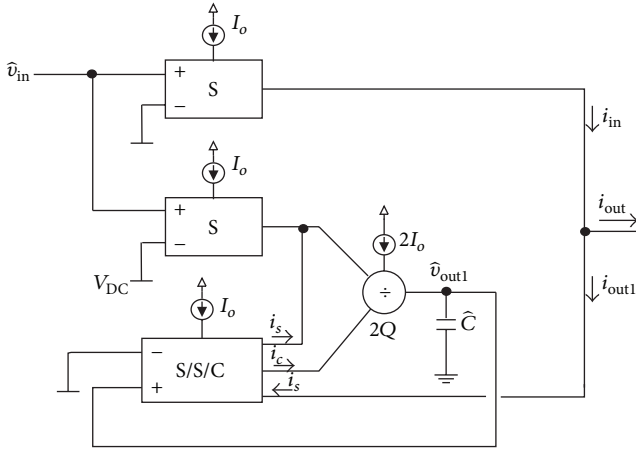 I_o
v̂_in
+
−
S
i_in
I_o
+
−
S
i_out
2I_o
V_DC
v̂_out1
÷
I_o
2Q
Ĉ
i_out1
i_s
−
i_c
S/S/C
+
i_s